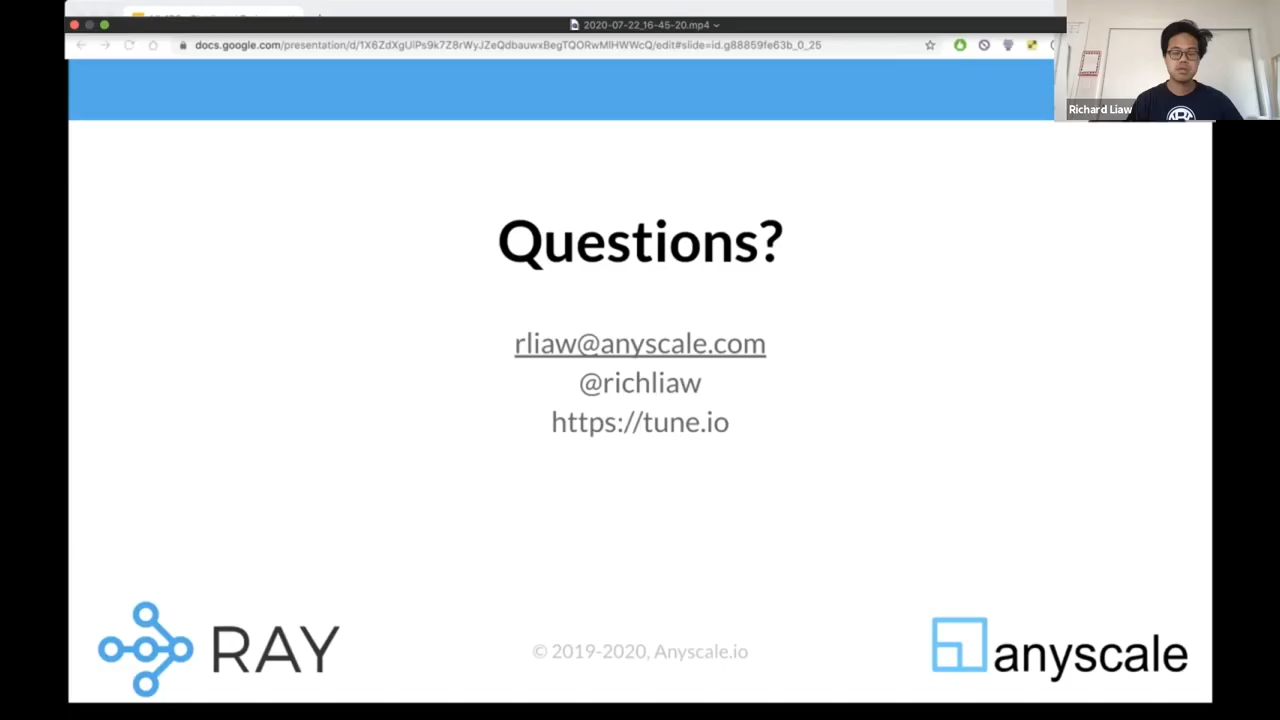 2020-07-22_16-45-20.mp4
docs.google.com/presentation/d/1X6ZdXgUiPs9k7Z8rWyJZeQdbauwxBegTQORwMlHWWcQ/edit#slide=id.g88859fe63b_0_25
Richard Liaw
Questions?
rliaw@anyscale.com
@richliaw
https://tune.io
RAY
© 2019-2020, Anyscale.io
anyscale